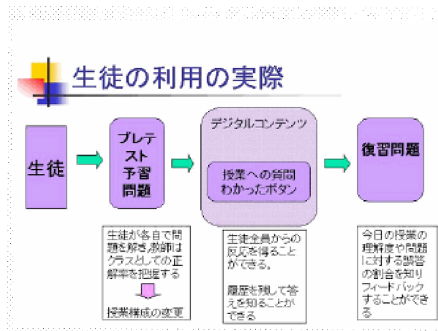 生徒の利用の実際
生徒
プレテ
スト
予習
問題
デジタルコンテンツ
授業への質問
わかったボタン
復習問題
生徒が各自で問
題を解き,教師は
クラスとしての正
解率を把握する
授業構成の変更
生徒全員からの
反応を得ること
ができる。
履歴を残して答
えを知ることが
できる
今日の授業の
理解度や問題
に対する誤答
の割合を知り
フィードバック
することができ
る